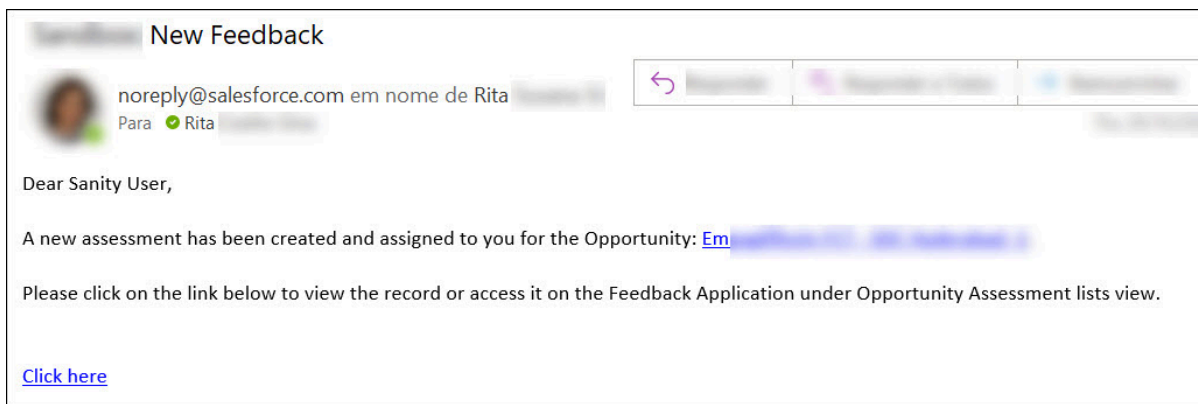 New Feedback
noreply@salesforce.com em nome de Rita
Para Rita
Dear Sanity User,
A new assessment has been created and assigned to you for the Opportunity: Em
Please click on the link below to view the record or access it on the Feedback Application under Opportunity Assessment lists view.
Click here